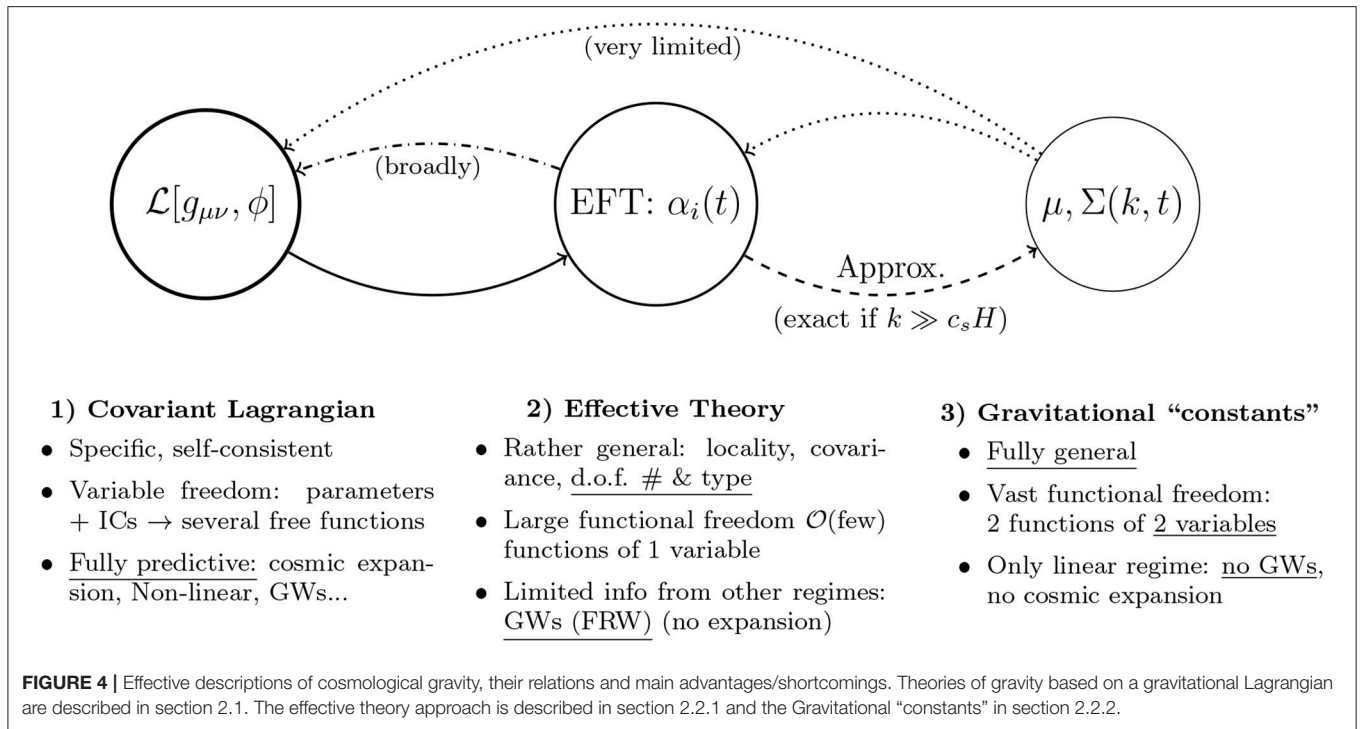 (very limited)
(broadly)
ℒ[g_{μν}, ϕ]
EFT: α_i(t)
μ, Σ(k, t)
Approx.
(exact if k ≫ c_s H)
1) Covariant Lagrangian
• Specific, self-consistent
• Variable freedom: parameters
+ ICs → several free functions
• Fully predictive: cosmic expan-
sion, Non-linear, GWs...
2) Effective Theory
• Rather general: locality, covari-
ance, d.o.f. # & type
• Large functional freedom 𝒪(few)
functions of 1 variable
• Limited info from other regimes:
GWs (FRW) (no expansion)
3) Gravitational “constants”
• Fully general
• Vast functional freedom:
2 functions of 2 variables
• Only linear regime: no GWs,
no cosmic expansion
FIGURE 4 | Effective descriptions of cosmological gravity, their relations and main advantages/shortcomings. Theories of gravity based on a gravitational Lagrangian
are described in section 2.1. The effective theory approach is described in section 2.2.1 and the Gravitational “constants” in section 2.2.2.